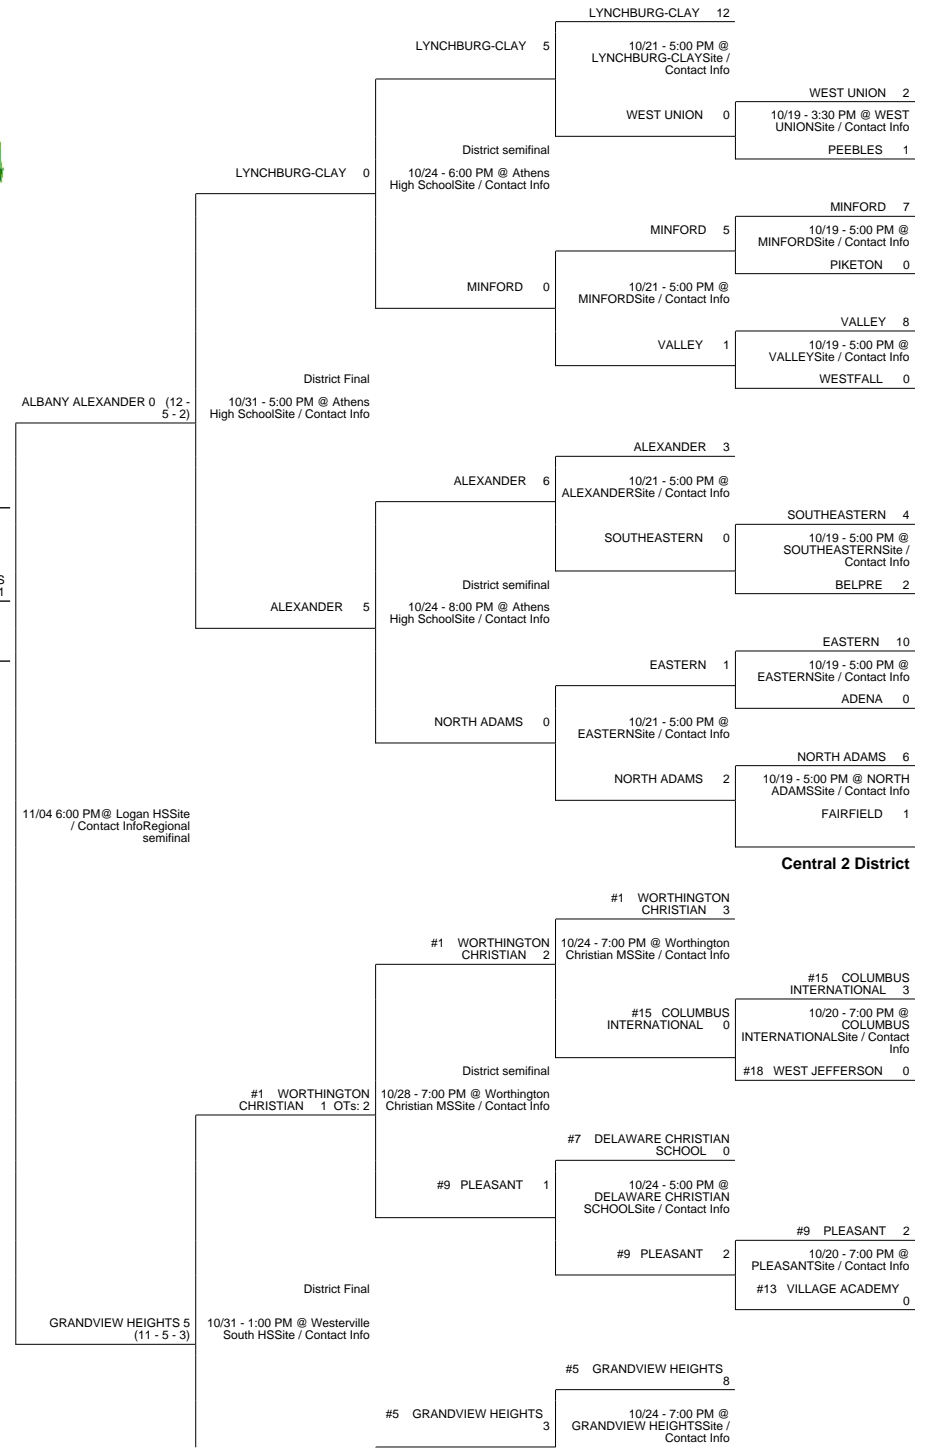 LYNCHBURG-CLAY 12
LYNCHBURG-CLAY 5
10/21 - 5:00 PM @
LYNCHBURG-CLAYSite /
Contact Info
WEST UNION 2
WEST UNION 0
10/19 - 3:30 PM @ WEST
UNIONSite / Contact Info
District semifinal
PEEBLES 1
LYNCHBURG-CLAY 0
10/24 - 6:00 PM @ Athens
High SchoolSite / Contact Info
MINFORD 7
MINFORD 5
10/19 - 5:00 PM @
MINFORDSite / Contact Info
PIKETON 0
MINFORD 0
10/21 - 5:00 PM @
MINFORDSite / Contact Info
VALLEY 8
VALLEY 1
10/19 - 5:00 PM @
VALLEYSite / Contact Info
District Final
WESTFALL 0
ALBANY ALEXANDER 0 (12 -
5 - 2)
10/31 - 5:00 PM @ Athens
High SchoolSite / Contact Info
ALEXANDER 3
ALEXANDER 6
10/21 - 5:00 PM @
ALEXANDERSite / Contact Info
SOUTHEASTERN 4
SOUTHEASTERN 0
10/19 - 5:00 PM @
SOUTHEASTERNSite /
Contact Info
S
1
District semifinal
BELPRE 2
ALEXANDER 5
10/24 - 8:00 PM @ Athens
High SchoolSite / Contact Info
EASTERN 10
EASTERN 1
10/19 - 5:00 PM @
EASTERNSite / Contact Info
ADENA 0
NORTH ADAMS 0
10/21 - 5:00 PM @
EASTERNSite / Contact Info
NORTH ADAMS 6
NORTH ADAMS 2
10/19 - 5:00 PM @ NORTH
ADAMSSite / Contact Info
11/04 6:00 PM@ Logan HSSite
/ Contact InfoRegional
semifinal
FAIRFIELD 1
Central 2 District
#1 WORTHINGTON
CHRISTIAN 3
#1 WORTHINGTON
CHRISTIAN 2
10/24 - 7:00 PM @ Worthington
Christian MSSite / Contact Info
#15 COLUMBUS
INTERNATIONAL 3
#15 COLUMBUS
INTERNATIONAL 0
10/20 - 7:00 PM @
COLUMBUS
INTERNATIONALSite / Contact
Info
District semifinal
#18 WEST JEFFERSON 0
#1 WORTHINGTON
CHRISTIAN 1 OTs: 2
10/28 - 7:00 PM @ Worthington
Christian MSSite / Contact Info
#7 DELAWARE CHRISTIAN
SCHOOL 0
#9 PLEASANT 1
10/24 - 5:00 PM @
DELAWARE CHRISTIAN
SCHOOLSite / Contact Info
#9 PLEASANT 2
#9 PLEASANT 2
10/20 - 7:00 PM @
PLEASANTSite / Contact Info
District Final
#13 VILLAGE ACADEMY
0
GRANDVIEW HEIGHTS 5
(11 - 5 - 3)
10/31 - 1:00 PM @ Westerville
South HSSite / Contact Info
#5 GRANDVIEW HEIGHTS
8
#5 GRANDVIEW HEIGHTS
3
10/24 - 7:00 PM @
GRANDVIEW HEIGHTSSite /
Contact Info